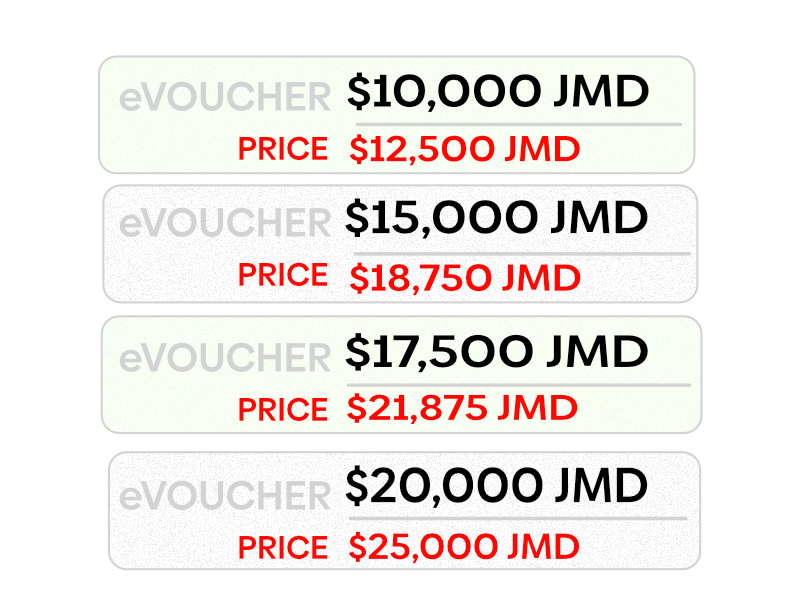 eVOUCHER $10,000 JMD
PRICE $12,500 JMD
eVOUCHER $15,000 JMD
PRICE $18,750 JMD
eVOUCHER $17,500 JMD
PRICE $21,875 JMD
eVOUCHER $20,000 JMD
PRICE $25,000 JMD